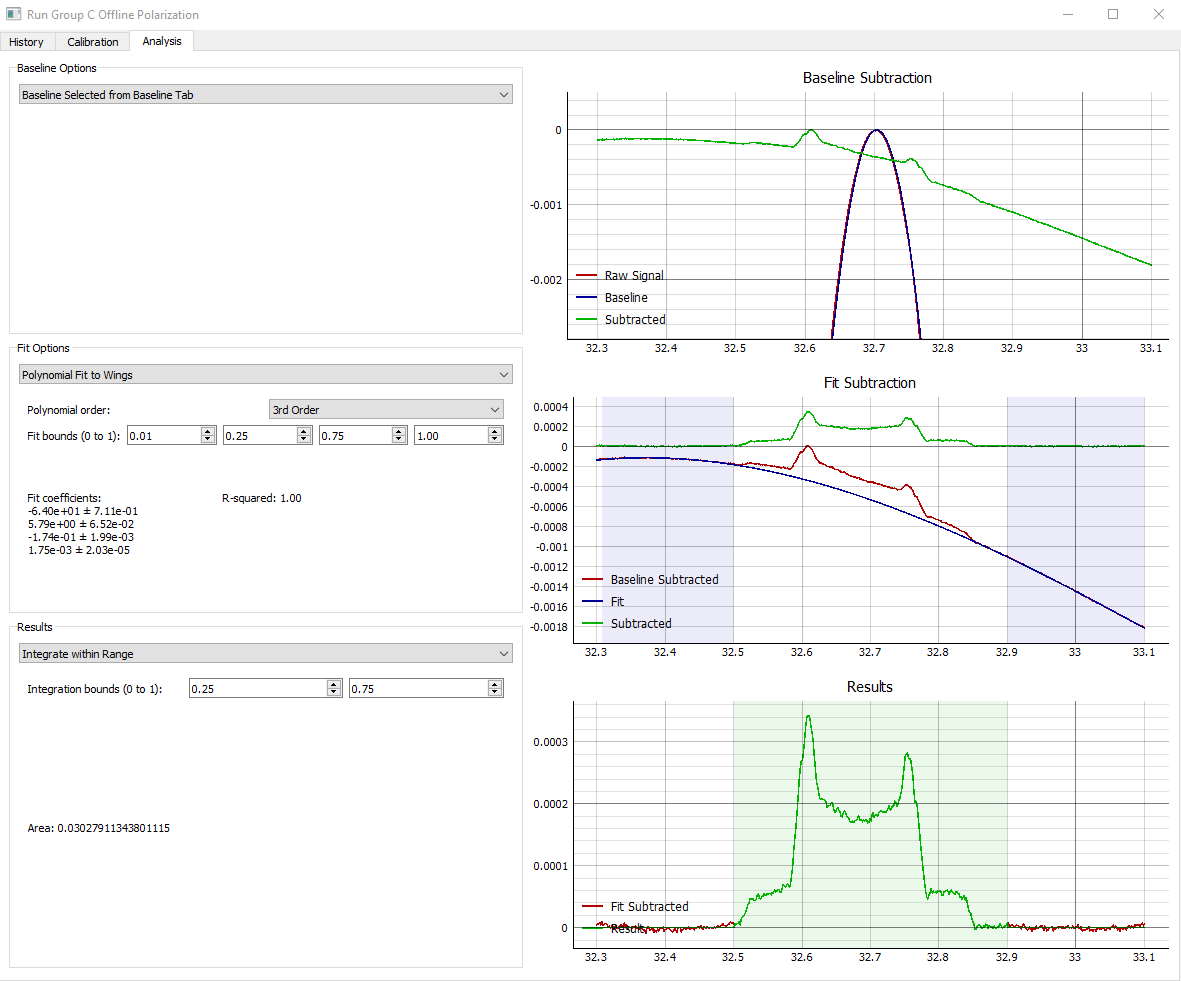 Run Group C Offline Polarization
History Calibration Analysis
Baseline Options
Baseline Selected from Baseline Tab
Fit Options
Polynomial Fit to Wings
Polynomial order: 3rd Order
Fit bounds (0 to 1): 0.01 0.25 0.75 1.00
Fit coefficients: R-squared: 1.00
-6.40e+01 ± 7.11e-01
5.79e+00 ± 6.52e-02
-1.74e-01 ± 1.99e-03
1.75e-03 ± 2.03e-05
Results
Integrate within Range
Integration bounds (0 to 1): 0.25 0.75
Area: 0.03027911343801115
Baseline Subtraction
0
-0.001
-0.002
Raw Signal
Baseline
Subtracted
32.3 32.4 32.5 32.6 32.7 32.8 32.9 33 33.1
Fit Subtraction
0.0004
0.0002
0
-0.0002
-0.0004
-0.0006
-0.0008
-0.001
-0.0012
-0.0014
-0.0016
-0.0018
Baseline Subtracted
Fit
Subtracted
32.3 32.4 32.5 32.6 32.7 32.8 32.9 33 33.1
Results
0.0003
0.0002
0.0001
0
Fit Subtracted
Result
32.3 32.4 32.5 32.6 32.7 32.8 32.9 33 33.1